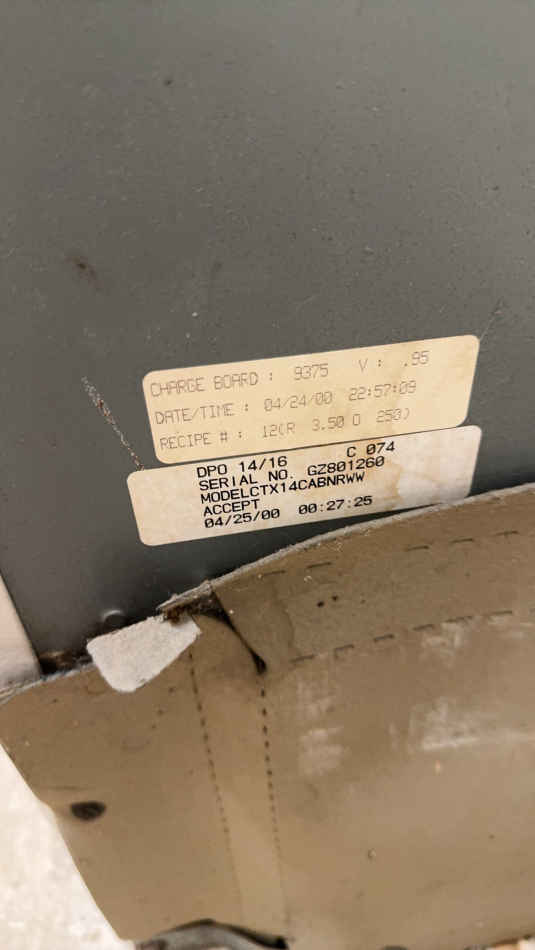 CHARGE BOARD : 9375 V : .95
DATE/TIME : 04/24/00 22:57:09
RECIPE # : 12(R 3.50 O 250)
DPO 14/16 C 074
SERIAL NO. GZ801260
MODELCTX14CABNRWW
ACCEPT
04/25/00 00:27:25